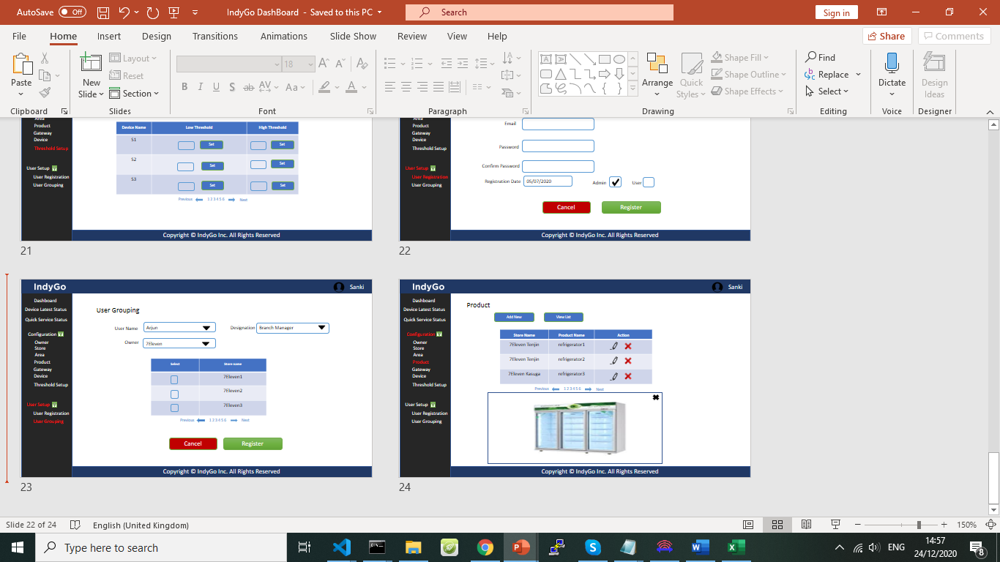 AutoSave Off IndyGo DashBoard - Saved to this PC Search Sign in
File Home Insert Design Transitions Animations Slide Show Review View Help Share Comments
Paste New Slide Layout Reset Section 18 Arrange Quick Styles Shape Fill Shape Outline Shape Effects Find Replace Select Dictate Design Ideas
Clipboard Slides Font Paragraph Drawing Editing Voice Designer
Area
Product
Gateway
Device
Threshold Setup
User Setup
User Registration
User Grouping
Device Name Low Threshold High Threshold
S1 Set Set
S2 Set Set
S3 Set Set
Previous 1 2 3 4 5 6 Next
Copyright © IndyGo Inc. All Rights Reserved
21
Area
Product
Gateway
Device
Threshold Setup
User Setup
User Registration
User Grouping
Email
Password
Confirm Password
Registration Date 05/07/2020 Admin User
Cancel Register
Copyright © IndyGo Inc. All Rights Reserved
22
IndyGo Sanki
Dashboard
Device Latest Status
Quick Service Status
Configuration
Owner
Store
Area
Product
Gateway
Device
Threshold Setup
User Setup
User Registration
User Grouping
User Grouping
User Name Arjun Designation Branch Manager
Owner 7Eleven
Select Store name
7Eleven1
7Eleven2
7Eleven3
Previous 1 2 3 4 5 6 Next
Cancel Register
Copyright © IndyGo Inc. All Rights Reserved
23
IndyGo Sanki
Dashboard
Device Latest Status
Quick Service Status
Configuration
Owner
Store
Area
Product
Gateway
Device
Threshold Setup
User Setup
User Registration
User Grouping
Product
Add New View List
Store Name Product Name Action
7Eleven Tenjin refrigerator1
7Eleven Tenjin refrigerator2
7Eleven Kasuga refrigerator3
Previous 1 2 3 4 5 6 Next
Copyright © IndyGo Inc. All Rights Reserved
24
Slide 22 of 24 English (United Kingdom) 150%
Type here to search ENG 14:57
24/12/2020 8